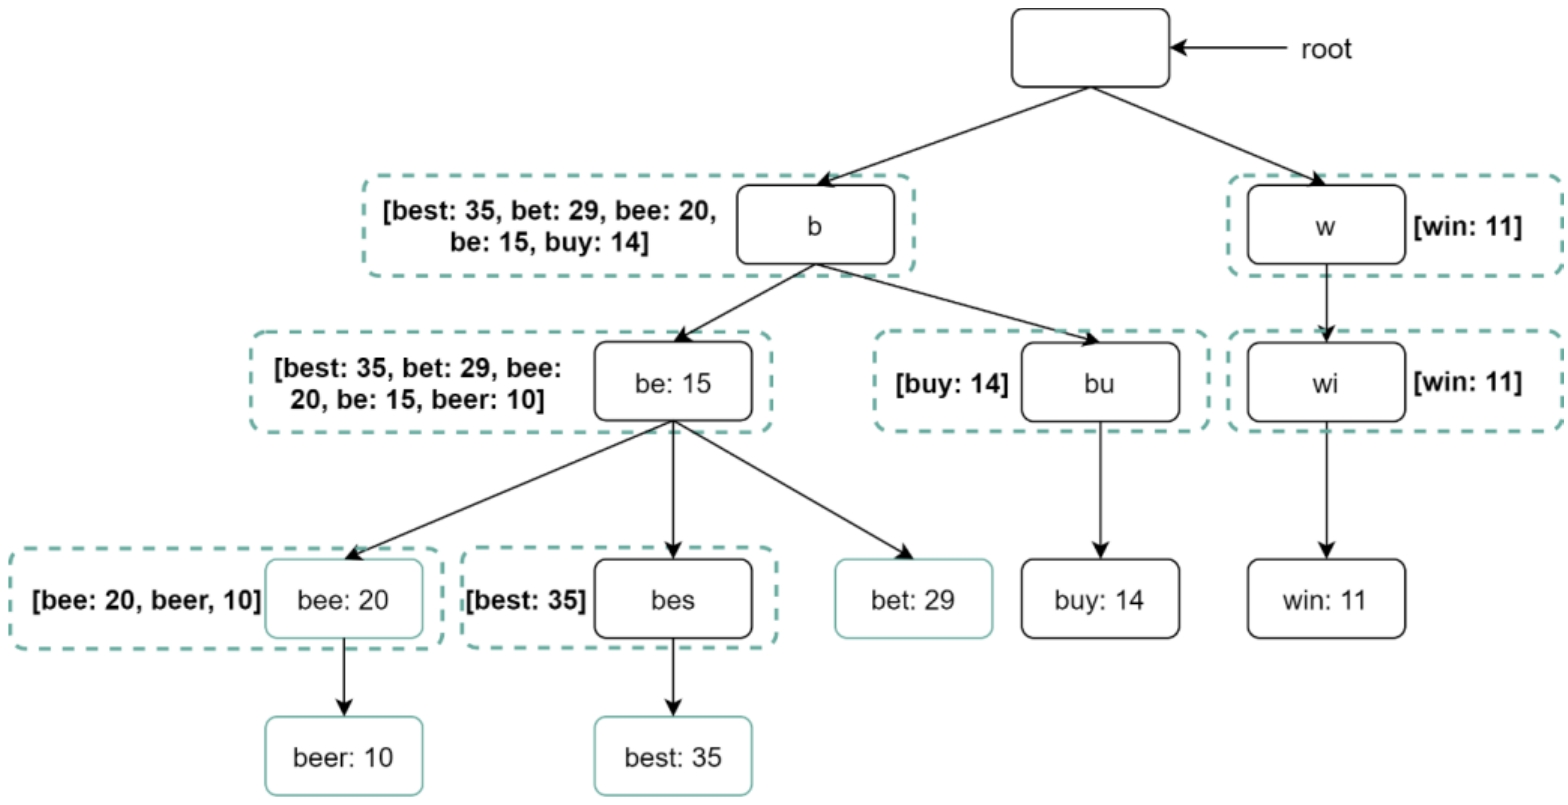 root
[best: 35, bet: 29, bee: 20,
be: 15, buy: 14]
b
w
[win: 11]
[best: 35, bet: 29, bee:
20, be: 15, beer: 10]
be: 15
[buy: 14]
bu
wi
[win: 11]
[bee: 20, beer, 10]
bee: 20
[best: 35]
bes
bet: 29
buy: 14
win: 11
beer: 10
best: 35